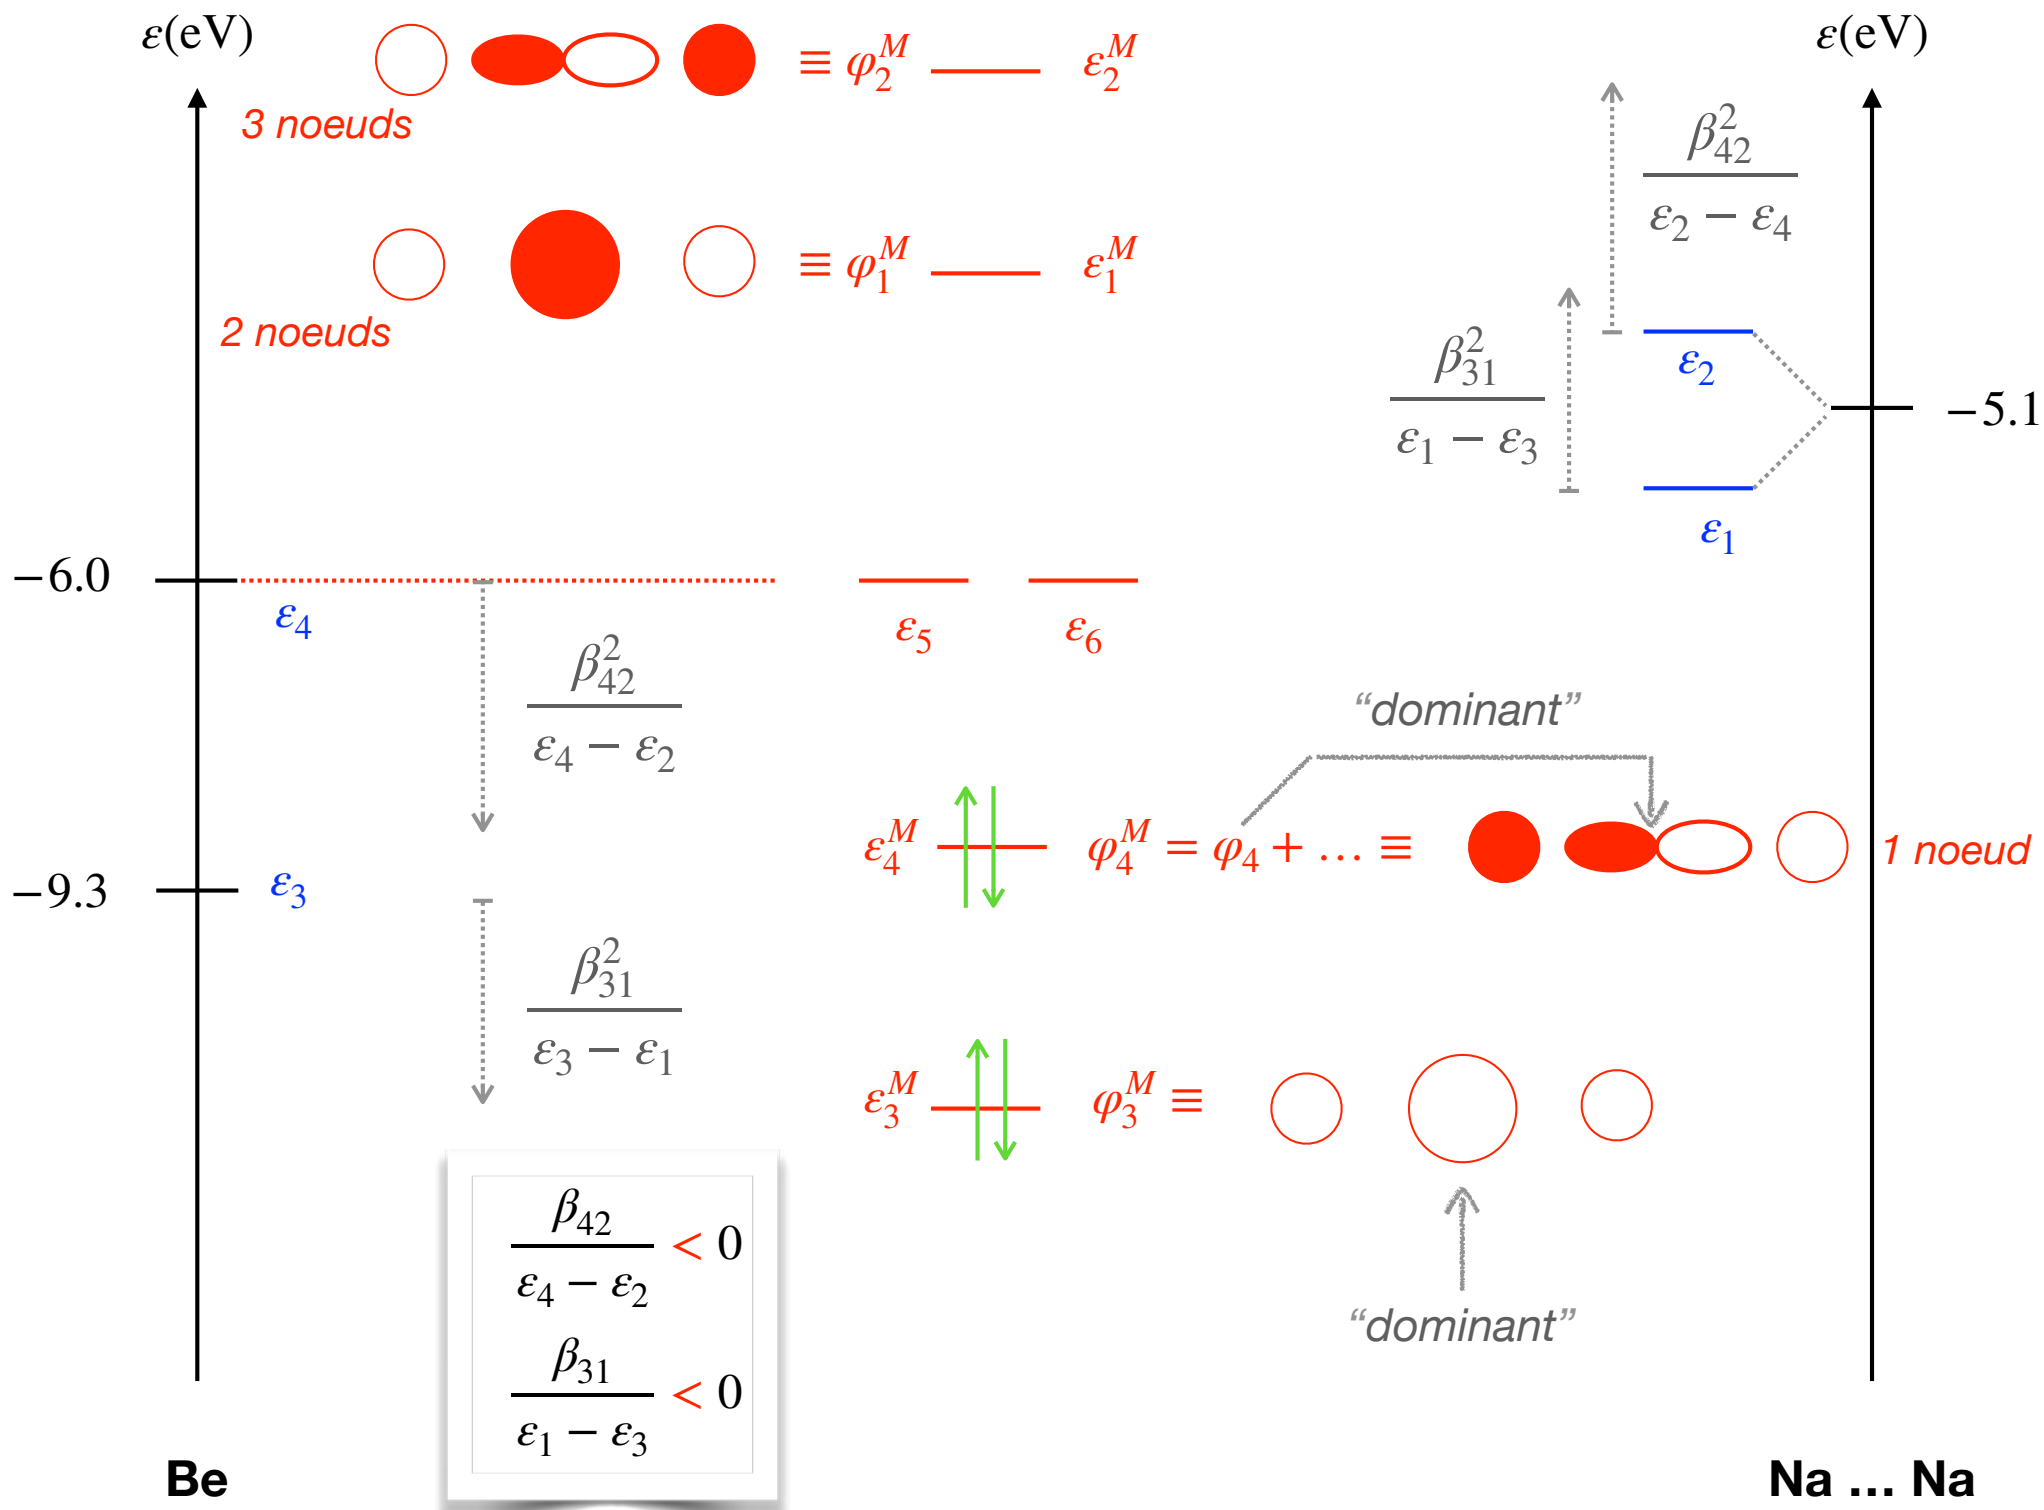 ε(eV)
≡ φ₂ᴹ
ε₂ᴹ
ε(eV)
3 noeuds
β₄₂²
ε₂ − ε₄
≡ φ₁ᴹ
ε₁ᴹ
2 noeuds
β₃₁²
ε₁ − ε₃
ε₂
−5.1
ε₁
−6.0
ε₄
ε₅
ε₆
β₄₂²
ε₄ − ε₂
“dominant”
ε₄ᴹ
φ₄ᴹ = φ₄ + … ≡
1 noeud
−9.3
ε₃
β₃₁²
ε₃ − ε₁
ε₃ᴹ
φ₃ᴹ ≡
β₄₂
ε₄ − ε₂
< 0
“dominant”
β₃₁
ε₁ − ε₃
< 0
Be
Na … Na